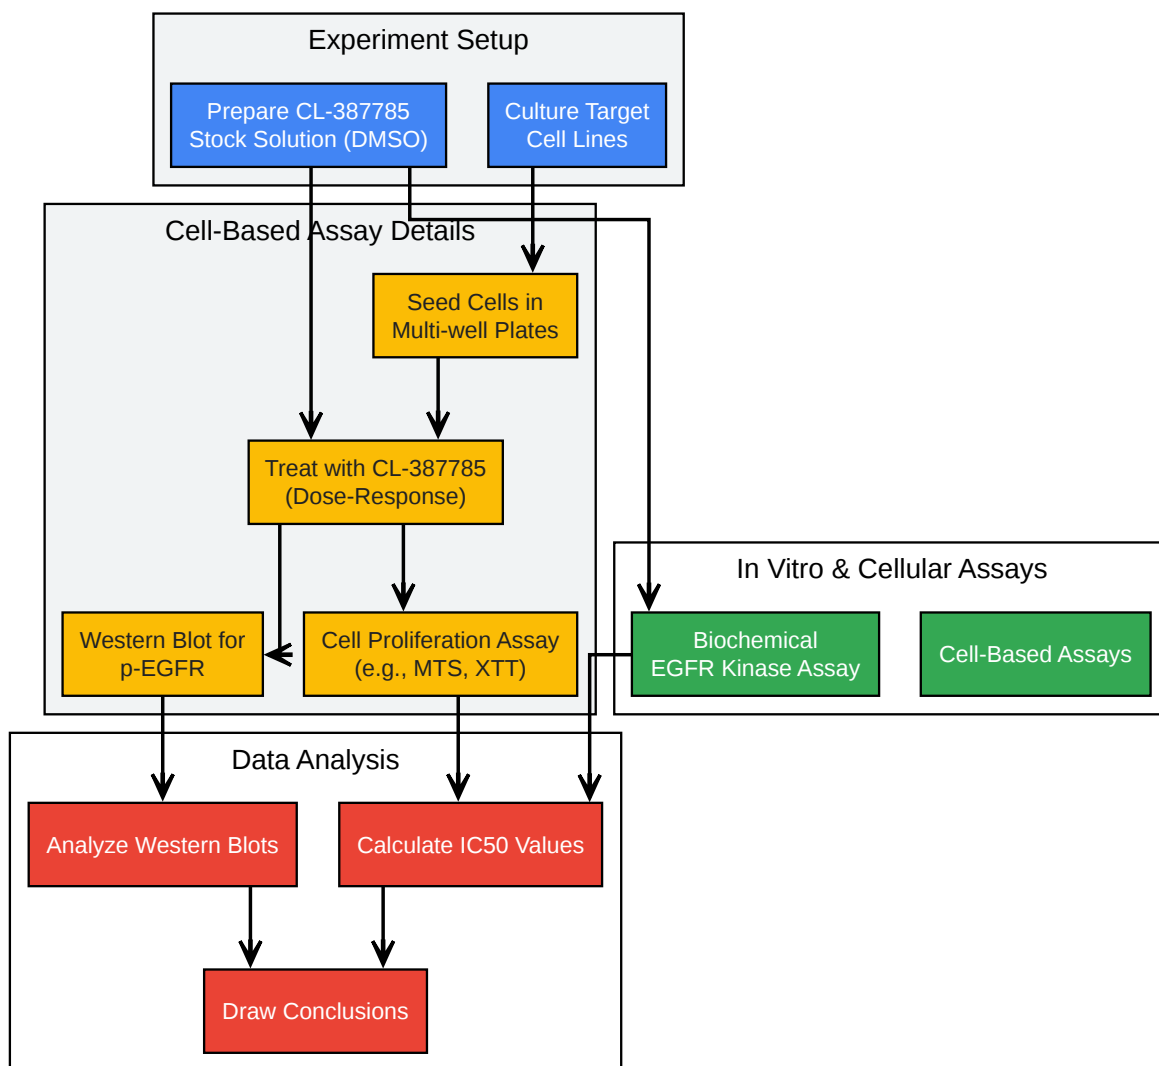 Experiment Setup
Prepare CL-387785
Stock Solution (DMSO)
Culture Target
Cell Lines
Cell-Based Assay Details
Seed Cells in
Multi-well Plates
Treat with CL-387785
(Dose-Response)
In Vitro & Cellular Assays
Western Blot for
p-EGFR
Cell Proliferation Assay
(e.g., MTS, XTT)
Biochemical
EGFR Kinase Assay
Cell-Based Assays
Data Analysis
Analyze Western Blots
Calculate IC50 Values
Draw Conclusions